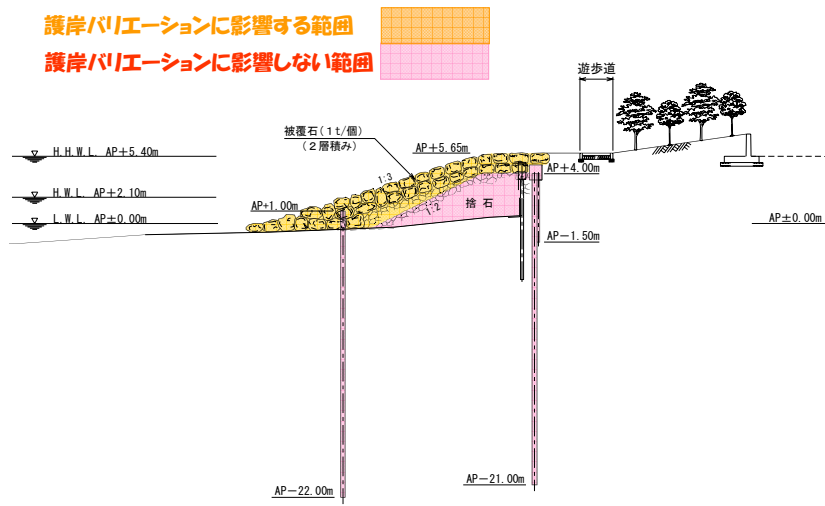 護岸バリエーションに影響する範囲
護岸バリエーションに影響しない範囲
遊歩道
被覆石(1t/個)
(2層積み)
AP+5.65m
H.H.W.L. AP+5.40m
1:3
AP+4.00m
H.W.L. AP+2.10m
AP+1.00m
1:2
捨石
L.W.L. AP±0.00m
AP±0.00m
AP-1.50m
AP-21.00m
AP-22.00m